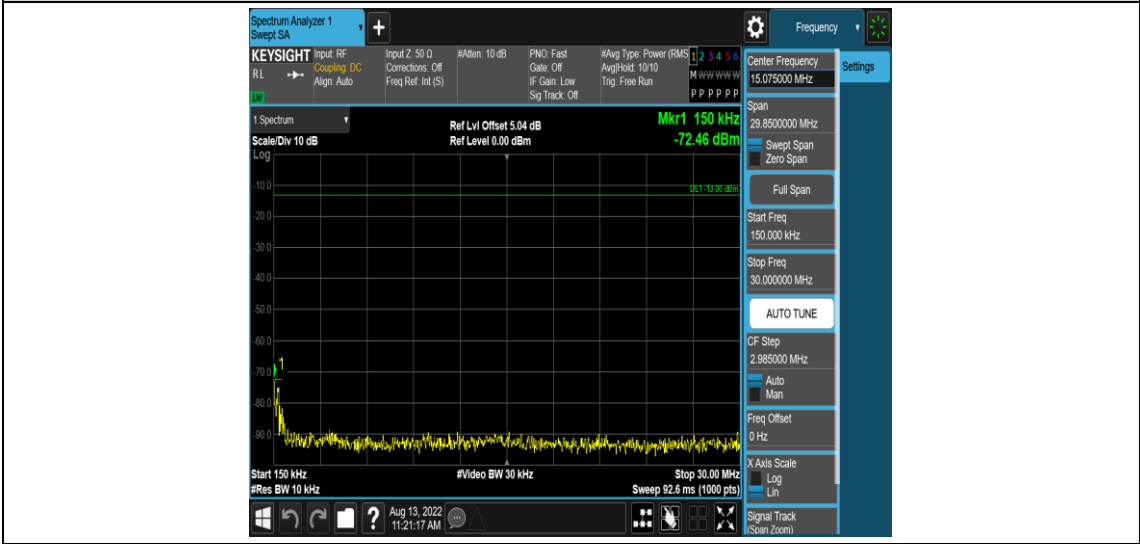 Spectrum Analyzer 1
Swept SA
+
Frequency
KEYSIGHT
RL
Input: RF
Coupling: DC
Align: Auto
Input Z: 50 Ω
Corrections: Off
Freq Ref: Int (S)
#Atten: 10 dB
PNO: Fast
Gate: Off
IF Gain: Low
Sig Track: Off
#Avg Type: Power (RMS
Avg|Hold: 10/10
Trig: Free Run
1 2 3 4 5 6
M W W W W W
P P P P P P
1 Spectrum
Scale/Div 10 dB
Log
Ref Lvl Offset 5.04 dB
Ref Level 0.00 dBm
Mkr1 150 kHz
-72.46 dBm
DL1 -13.00 dBm
-10.0
-20.0
-30.0
-40.0
-50.0
-60.0
-70.0
-80.0
-90.0
1
Start 150 kHz
#Res BW 10 kHz
#Video BW 30 kHz
Stop 30.00 MHz
Sweep 92.6 ms (1000 pts)
?
Aug 13, 2022
11:21:17 AM
Center Frequency
15.075000 MHz
Settings
Span
29.8500000 MHz
Swept Span
Zero Span
Full Span
Start Freq
150.000 kHz
Stop Freq
30.000000 MHz
AUTO TUNE
CF Step
2.985000 MHz
Auto
Man
Freq Offset
0 Hz
X Axis Scale
Log
Lin
Signal Track
(Span Zoom)